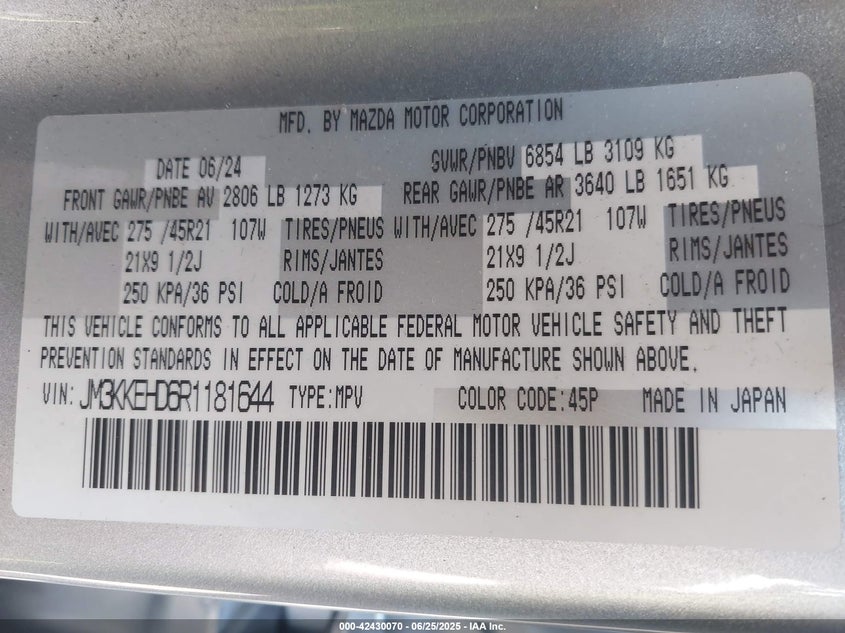 MFD. BY MAZDA MOTOR CORPORATION
DATE 06/24 GVWR/PNBV 6854 LB 3109 KG
FRONT GAWR/PNBE AV 2806 LB 1273 KG REAR GAWR/PNBE AR 3640 LB 1651 KG
WITH/AVEC 275 /45R21 107W TIRES/PNEUS WITH/AVEC 275 /45R21 107W TIRES/PNEUS
21X9 1/2J RIMS/JANTES 21X9 1/2J RIMS/JANTES
250 KPA/36 PSI COLD/A FROID 250 KPA/36 PSI COLD/A FROID
THIS VEHICLE CONFORMS TO ALL APPLICABLE FEDERAL MOTOR VEHICLE SAFETY AND THEFT
PREVENTION STANDARDS IN EFFECT ON THE DATE OF MANUFACTURE SHOWN ABOVE.
VIN: JM3KKEHD6R1181644 TYPE:MPV COLOR CODE:45P MADE IN JAPAN
000-42430070 - 06/25/2025 - IAA Inc.